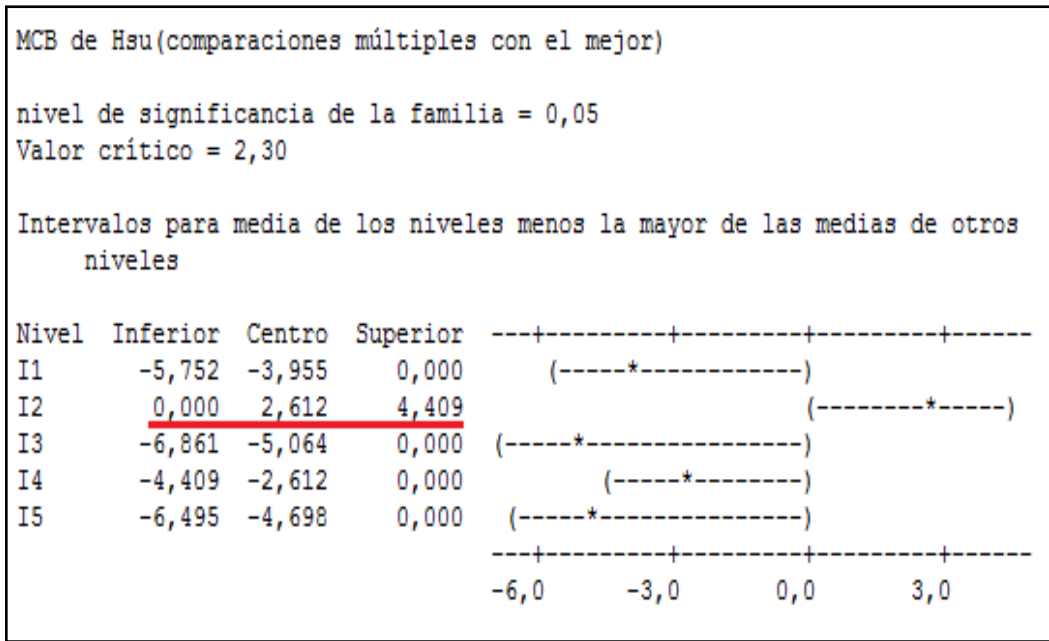 MCB de Hsu(comparaciones múltiples con el mejor)
nivel de significancia de la familia = 0,05
Valor crítico = 2,30
Intervalos para media de los niveles menos la mayor de las medias de otros
niveles
Nivel Inferior Centro Superior ---+---------+---------+---------+------
I1 -5,752 -3,955 0,000 (-----*------------)
I2 0,000 2,612 4,409 (--------*-----)
I3 -6,861 -5,064 0,000 (-----*----------------)
I4 -4,409 -2,612 0,000 (-----*--------)
I5 -6,495 -4,698 0,000 (-----*---------------)
---+---------+---------+---------+------
-6,0 -3,0 0,0 3,0